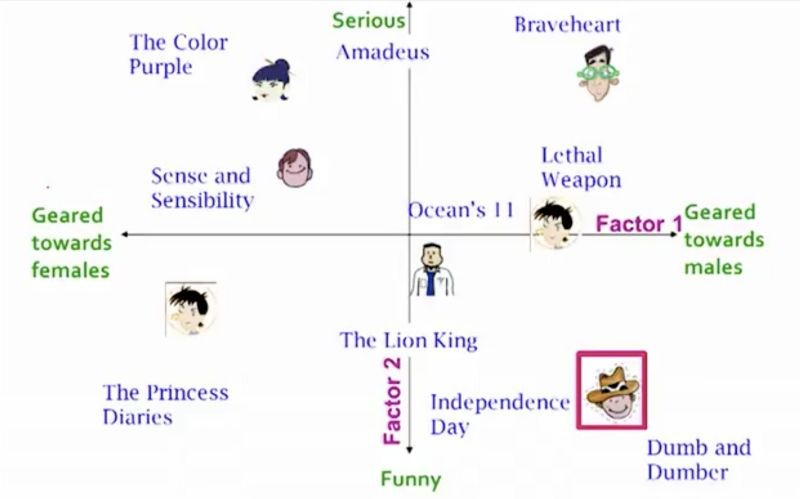 Serious
Braveheart
The Color
Purple
Amadeus
Lethal
Weapon
Sense and
Sensibility
Ocean's 11
Factor 1
Geared
towards
females
Geared
towards
males
The Lion King
Factor 2
The Princess
Diaries
Independence
Day
Dumb and
Dumber
Funny